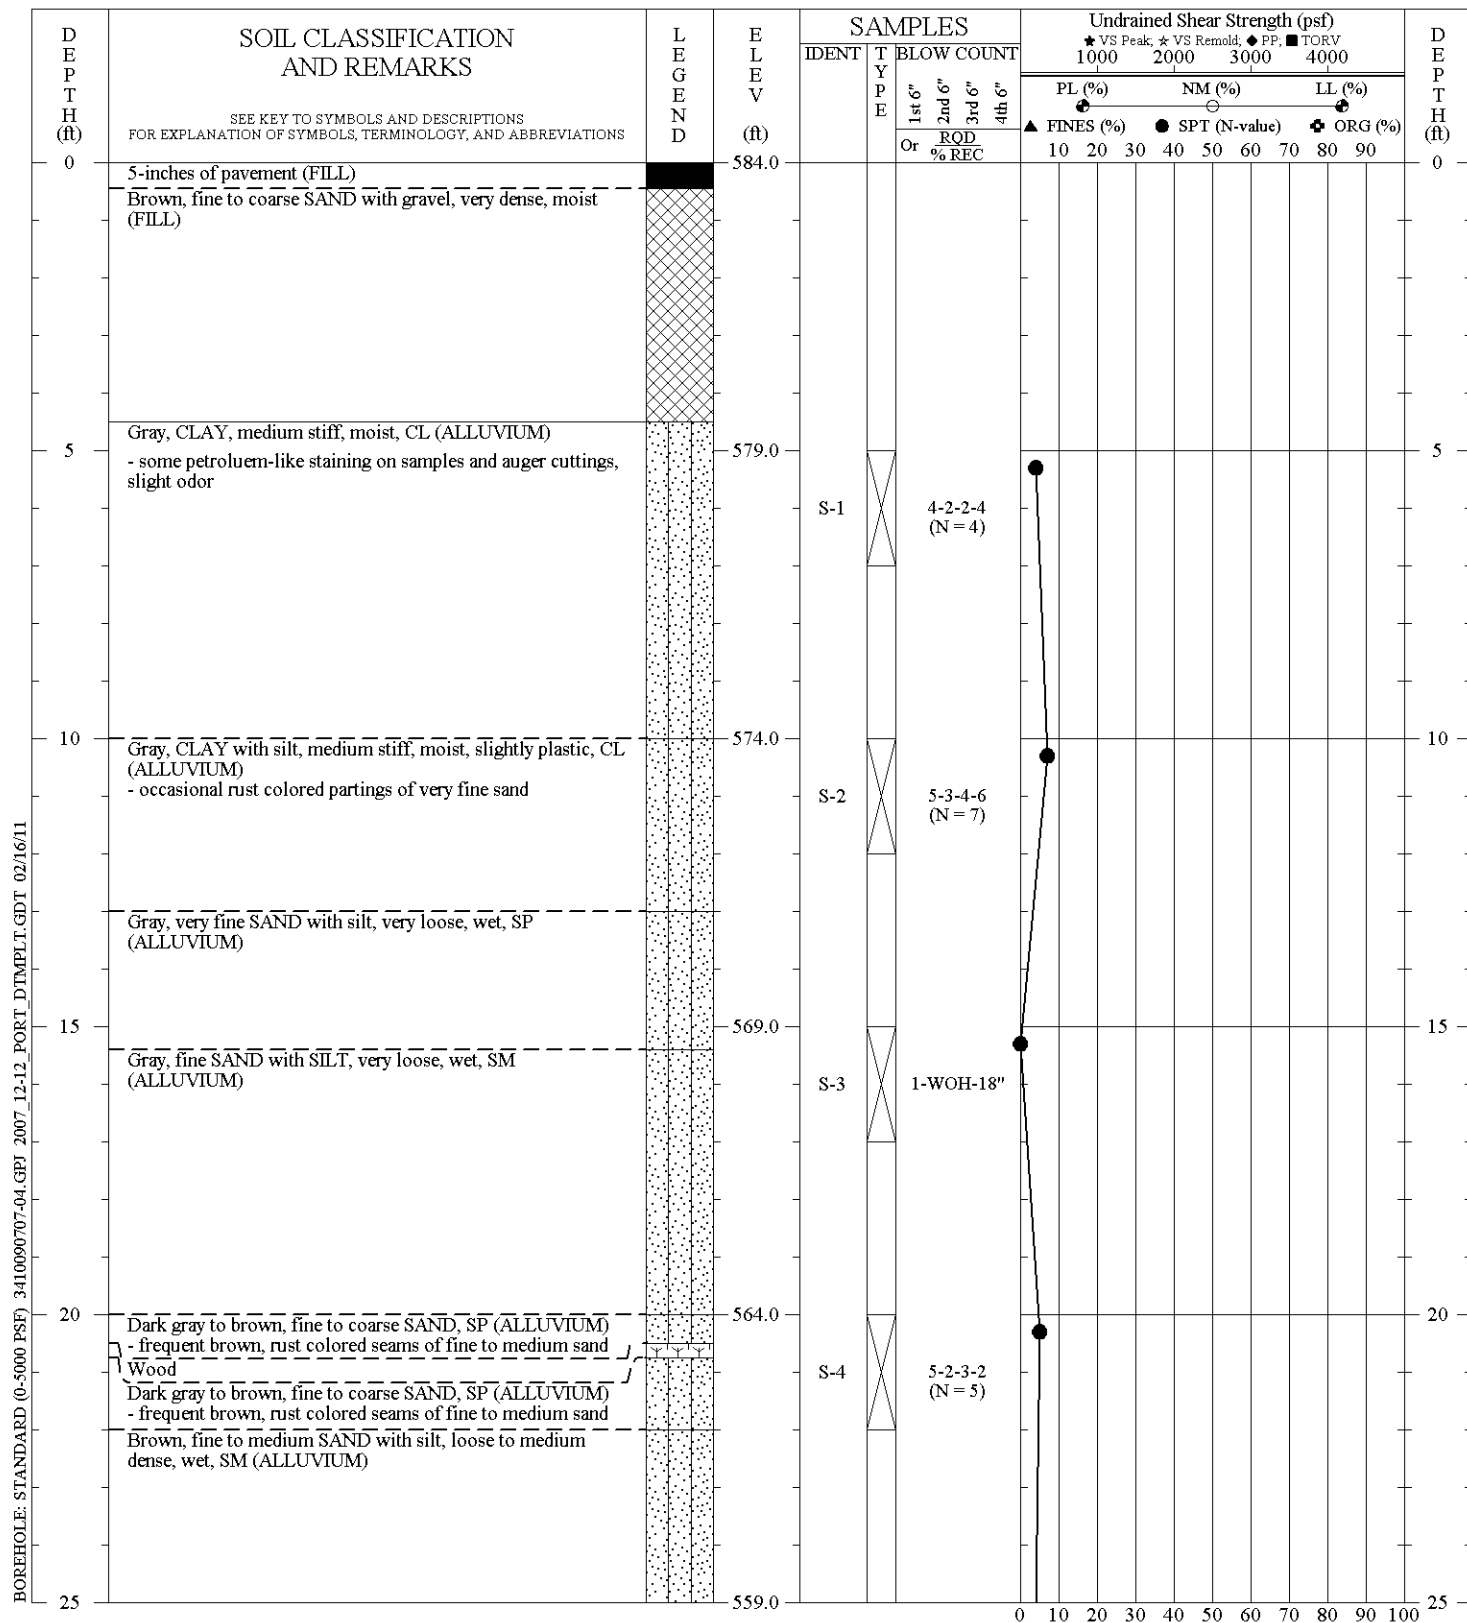 DEPTH
(ft)
SOIL CLASSIFICATION
AND REMARKS
SEE KEY TO SYMBOLS AND DESCRIPTIONS
FOR EXPLANATION OF SYMBOLS, TERMINOLOGY, AND ABBREVIATIONS
LEGEND
ELEV
(ft)
SAMPLES
IDENT
TYPE
BLOW COUNT
1st 6"
2nd 6"
3rd 6"
4th 6"
Or RQD
% REC
Undrained Shear Strength (psf)
VS Peak; VS Remold; PP; TORV
1000 2000 3000 4000
PL (%) NM (%) LL (%)
FINES (%) SPT (N-value) ORG (%)
10 20 30 40 50 60 70 80 90
DEPTH
(ft)
0
5-inches of pavement (FILL)
584.0
0
Brown, fine to coarse SAND with gravel, very dense, moist
(FILL)
Gray, CLAY, medium stiff, moist, CL (ALLUVIUM)
5
- some petroluem-like staining on samples and auger cuttings,
slight odor
579.0
5
S-1
4-2-2-4
(N = 4)
10
Gray, CLAY with silt, medium stiff, moist, slightly plastic, CL
(ALLUVIUM)
- occasional rust colored partings of very fine sand
574.0
10
S-2
5-3-4-6
(N = 7)
Gray, very fine SAND with silt, very loose, wet, SP
(ALLUVIUM)
15
569.0
15
Gray, fine SAND with SILT, very loose, wet, SM
(ALLUVIUM)
S-3
1-WOH-18"
20
Dark gray to brown, fine to coarse SAND, SP (ALLUVIUM)
- frequent brown, rust colored seams of fine to medium sand
564.0
20
Wood
Dark gray to brown, fine to coarse SAND, SP (ALLUVIUM)
- frequent brown, rust colored seams of fine to medium sand
S-4
5-2-3-2
(N = 5)
Brown, fine to medium SAND with silt, loose to medium
dense, wet, SM (ALLUVIUM)
25
559.0
25
0 10 20 30 40 50 60 70 80 90 100
BOREHOLE: STANDARD (0-5000 PSF) 3410090707-04.GPJ 2007_12-12_PORT_DTMPLT.GDT 02/16/11